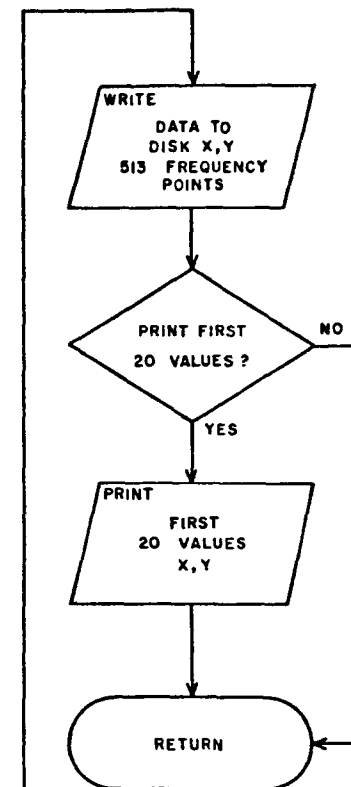 WRITE
DATA TO
DISK X,Y
513 FREQUENCY
POINTS
PRINT FIRST
20 VALUES?
NO
YES
PRINT
FIRST
20 VALUES
X,Y
RETURN